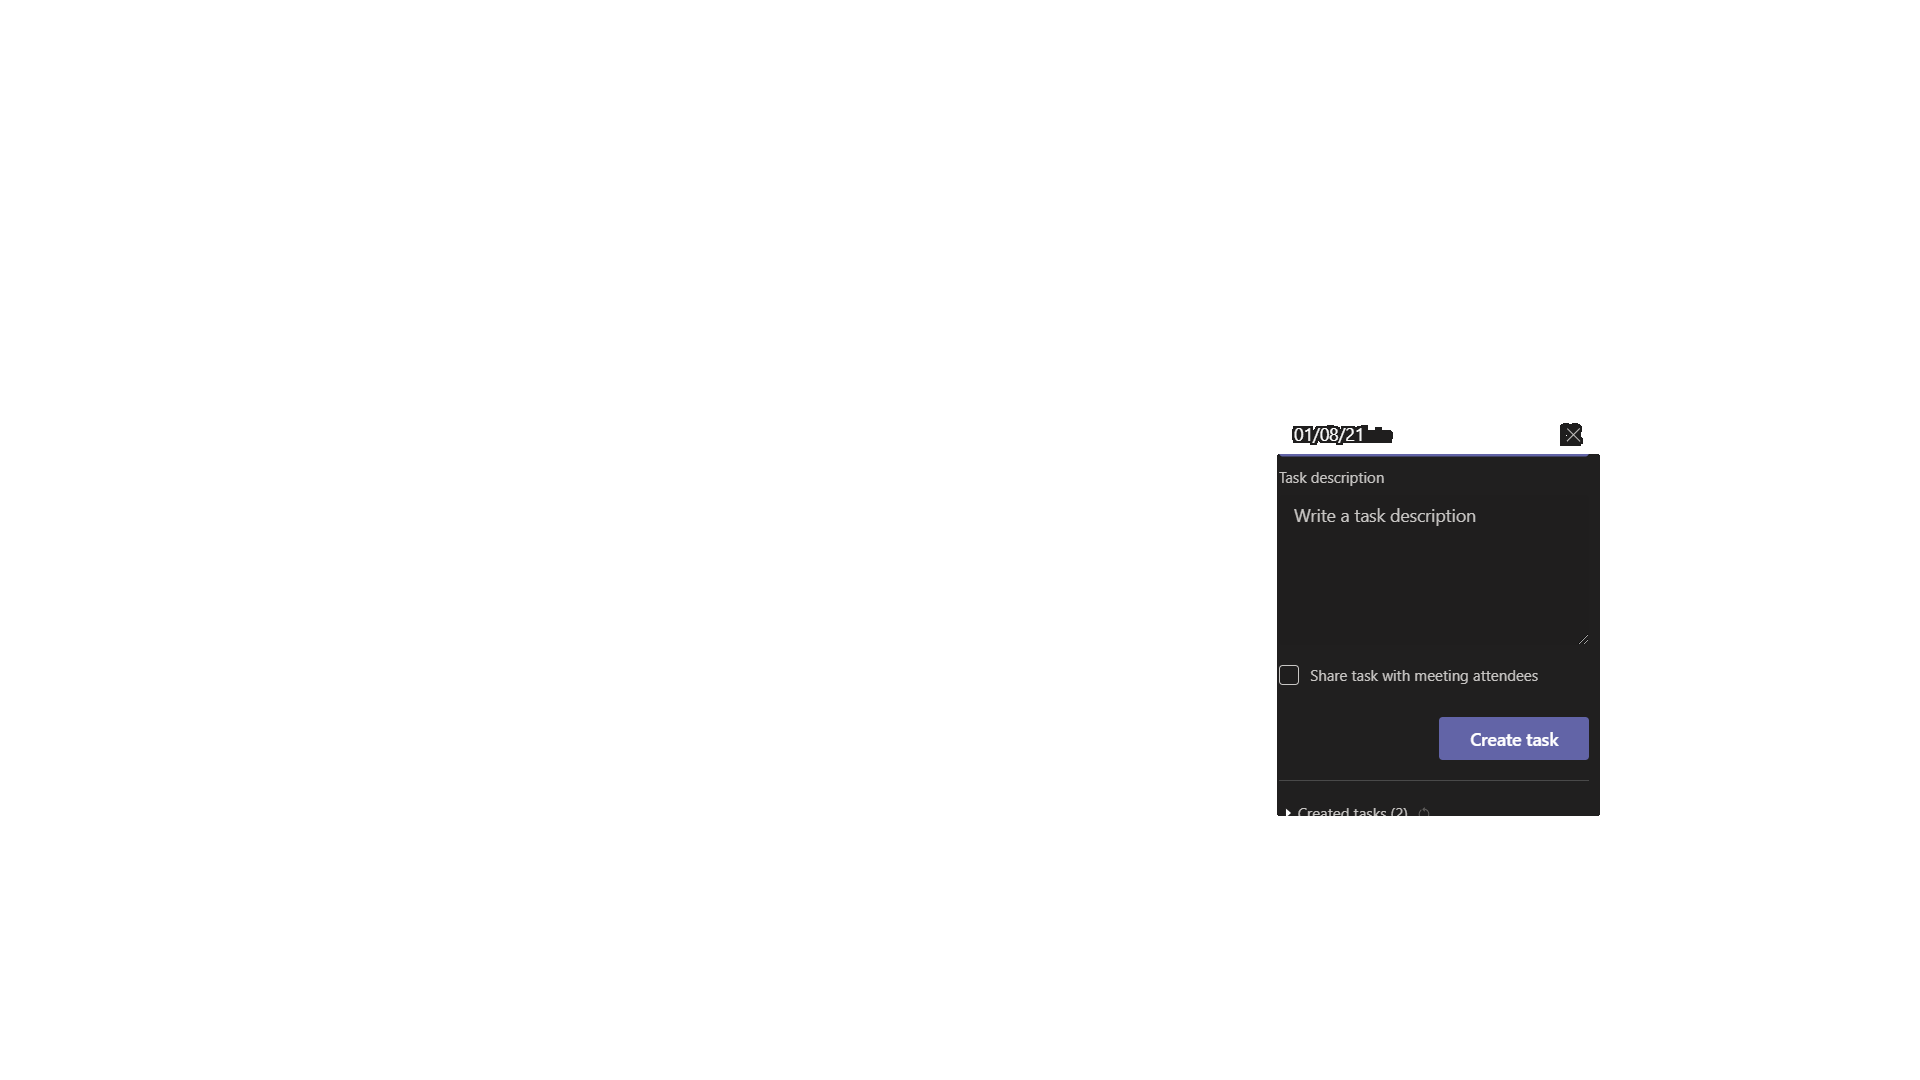 01/08/21
Task description
Write a task description
Share task with meeting attendees
Create task
Created tasks (2)